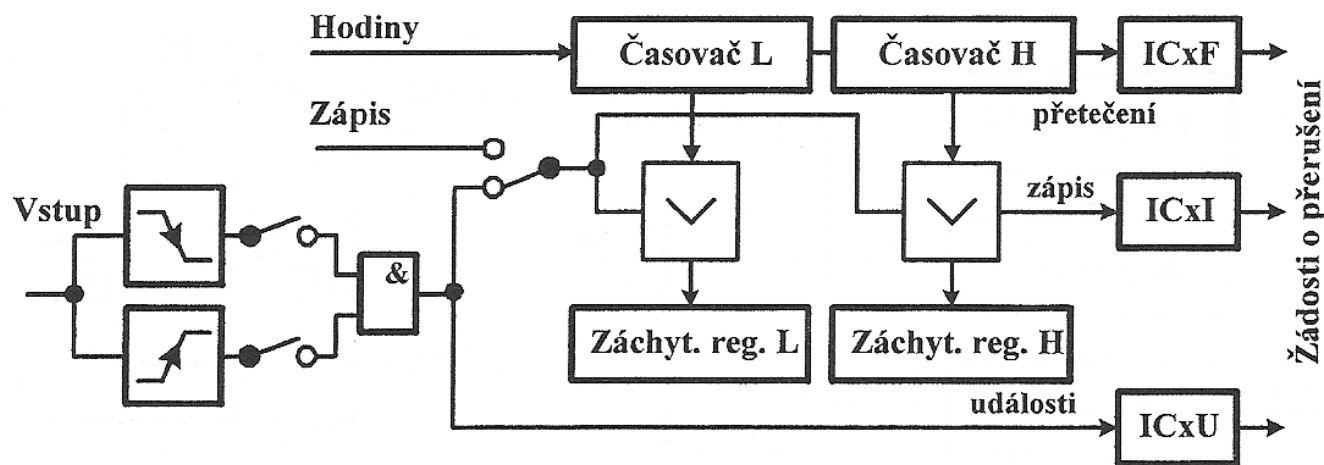 Hodiny
Časovač L
Časovač H
ICxF
přetečení
Zápis
zápis
ICxI
Vstup
&
Záchyt. reg. L
Záchyt. reg. H
události
ICxU
Žádosti o přerušení